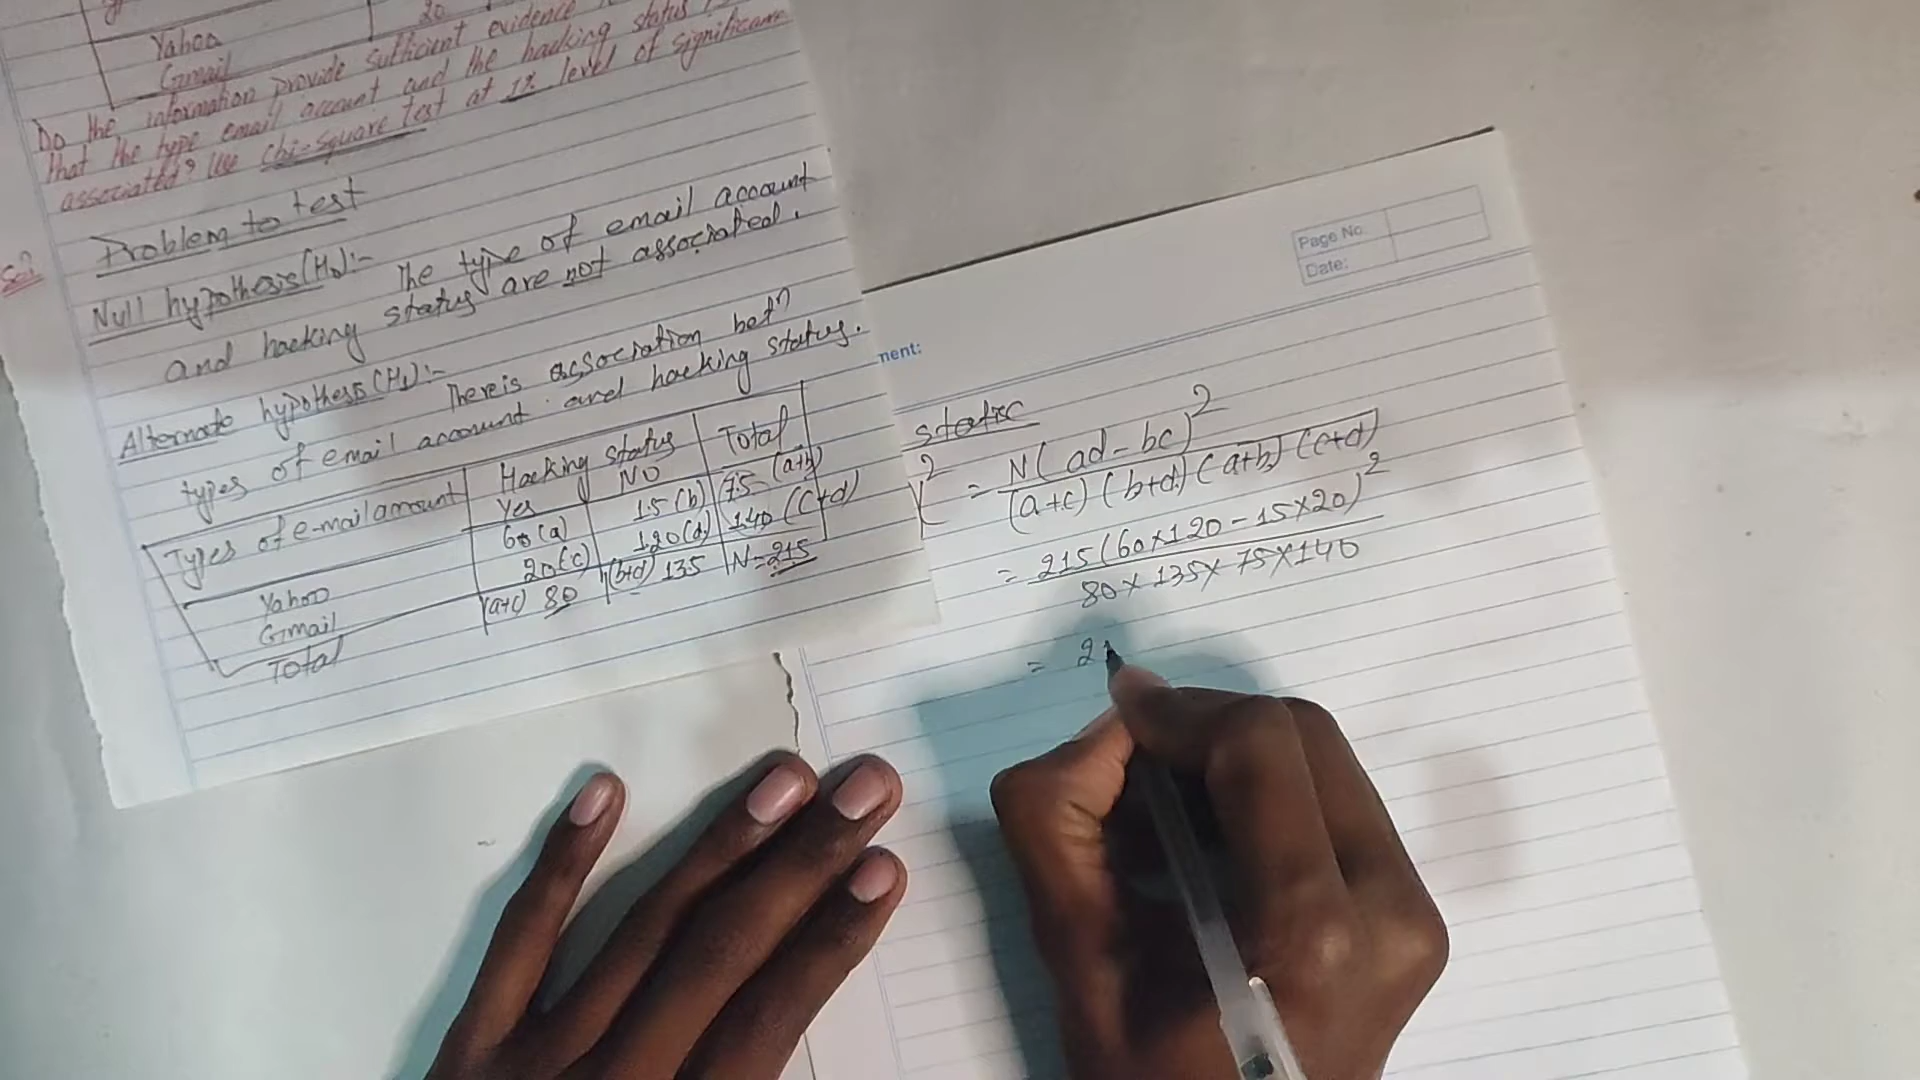 20
Yahoo
Gmail
Do the information provide sufficient evidence
that the type email account and the hacking status
associated? Use chi-square test at 1% level of significance
Problem to test
Null hypothesis (H₀):- The type of email account
and hacking status are not associated.
Alternate hypothesis (H₁):- There is association betⁿ
types of email account and hacking status.
Types of e-mail amount Hacking status Total
Yes NO
Yahoo 60(a) 15(b) 75 (a+b)
Gmail 20(c) 120(d) 140 (c+d)
Total (a+c) 80 (b+d) 135 N=215
Page No
Date:
ment:
static
χ² = N(ad-bc)²
(a+c)(b+d)(a+b)(c+d)
= 215(60×120-15×20)²
80×135×75×140
= 2